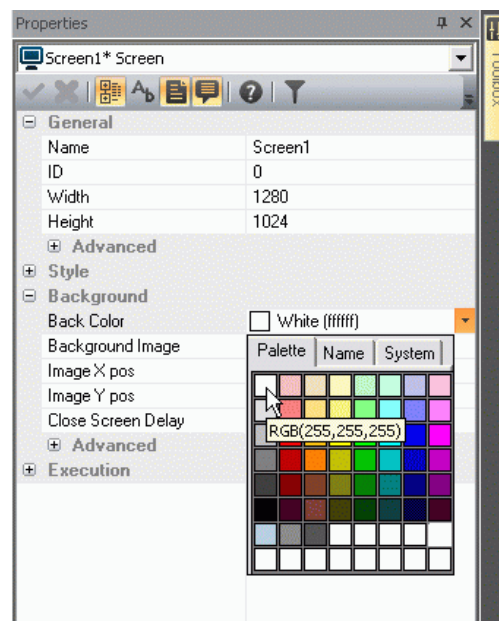 Properties
Screen1* Screen
General
Name Screen1
ID 0
Width 1280
Height 1024
Advanced
Style
Background
Back Color White (ffffff)
Background Image
Image X pos
Image Y pos
Close Screen Delay
Advanced
Execution
Palette Name System
RGB(255,255,255)
Toolbox